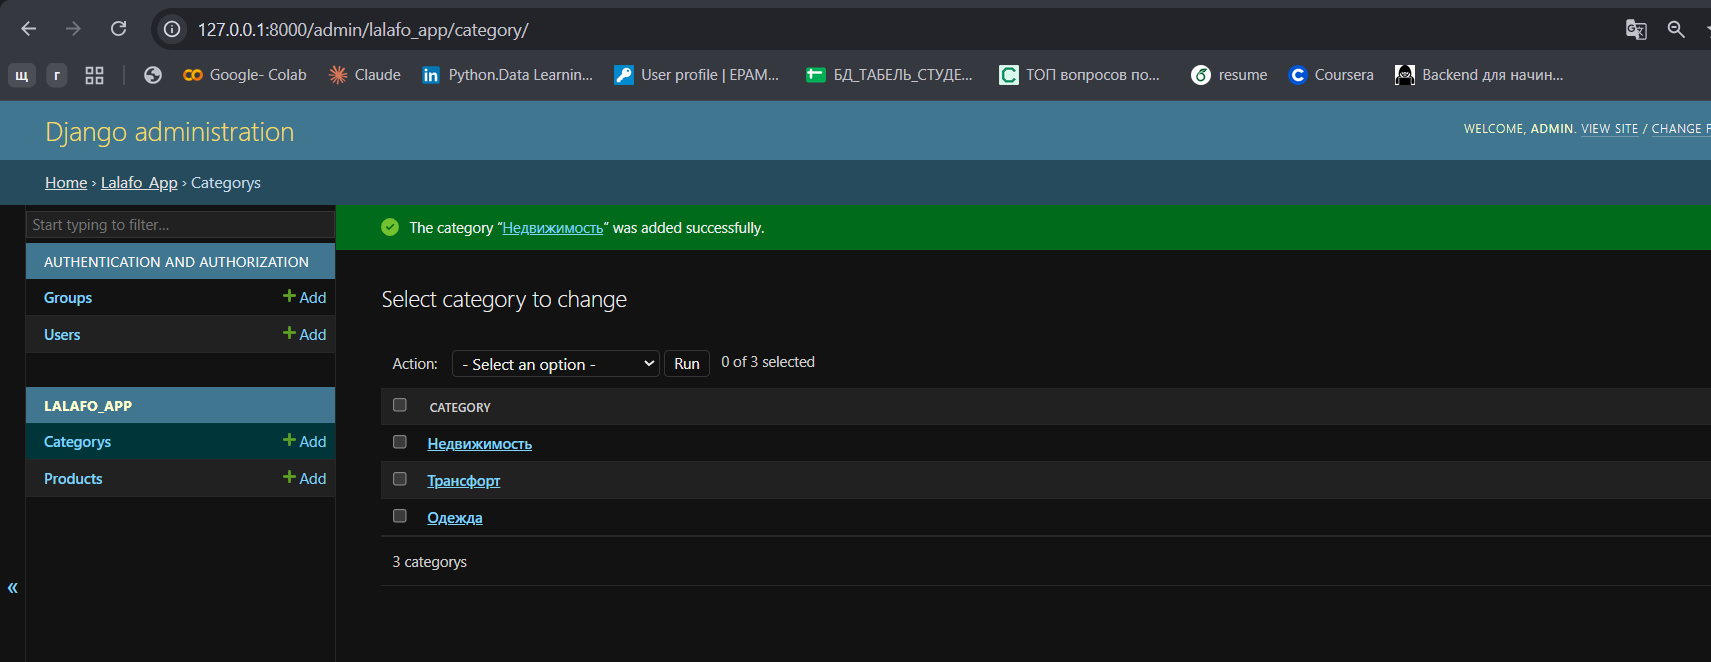 127.0.0.1:8000/admin/lalafo_app/category/
щ г Google- Colab Claude Python.Data Learnin... User profile | EPAM... БД_ТАБЕЛЬ_СТУДЕ... ТОП вопросов по... resume Coursera Backend для начин...
Django administration
WELCOME, ADMIN. VIEW SITE / CHANGE P
Home › Lalafo_App › Categorys
Start typing to filter...
The category “Недвижимость” was added successfully.
AUTHENTICATION AND AUTHORIZATION
Groups + Add
Users + Add
LALAFO_APP
Categorys + Add
Products + Add
«
Select category to change
Action: - Select an option - Run 0 of 3 selected
CATEGORY
Недвижимость
Трансфорт
Одежда
3 categorys